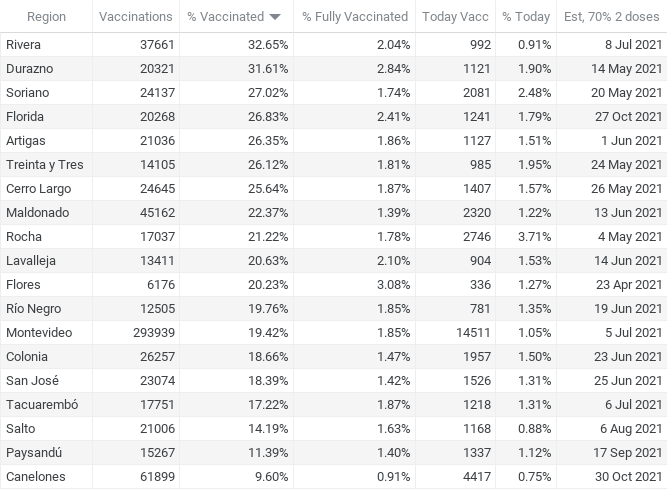 Region Vaccinations % Vaccinated % Fully Vaccinated Today Vacc % Today Est, 70% 2 doses
Rivera 37661 32.65% 2.04% 992 0.91% 8 Jul 2021
Durazno 20321 31.61% 2.84% 1121 1.90% 14 May 2021
Soriano 24137 27.02% 1.74% 2081 2.48% 20 May 2021
Florida 20268 26.83% 2.41% 1241 1.79% 27 Oct 2021
Artigas 21036 26.35% 1.86% 1127 1.51% 1 Jun 2021
Treinta y Tres 14105 26.12% 1.81% 985 1.95% 24 May 2021
Cerro Largo 24645 25.64% 1.87% 1407 1.57% 26 May 2021
Maldonado 45162 22.37% 1.39% 2320 1.22% 13 Jun 2021
Rocha 17037 21.22% 1.78% 2746 3.71% 4 May 2021
Lavalleja 13411 20.63% 2.10% 904 1.53% 14 Jun 2021
Flores 6176 20.23% 3.08% 336 1.27% 23 Apr 2021
Río Negro 12505 19.76% 1.85% 781 1.35% 19 Jun 2021
Montevideo 293939 19.42% 1.85% 14511 1.05% 5 Jul 2021
Colonia 26257 18.66% 1.47% 1957 1.50% 23 Jun 2021
San José 23074 18.39% 1.42% 1526 1.31% 25 Jun 2021
Tacuarembó 17751 17.22% 1.87% 1218 1.31% 6 Jul 2021
Salto 21006 14.19% 1.63% 1168 0.88% 6 Aug 2021
Paysandú 15267 11.39% 1.40% 1337 1.12% 17 Sep 2021
Canelones 61899 9.60% 0.91% 4417 0.75% 30 Oct 2021